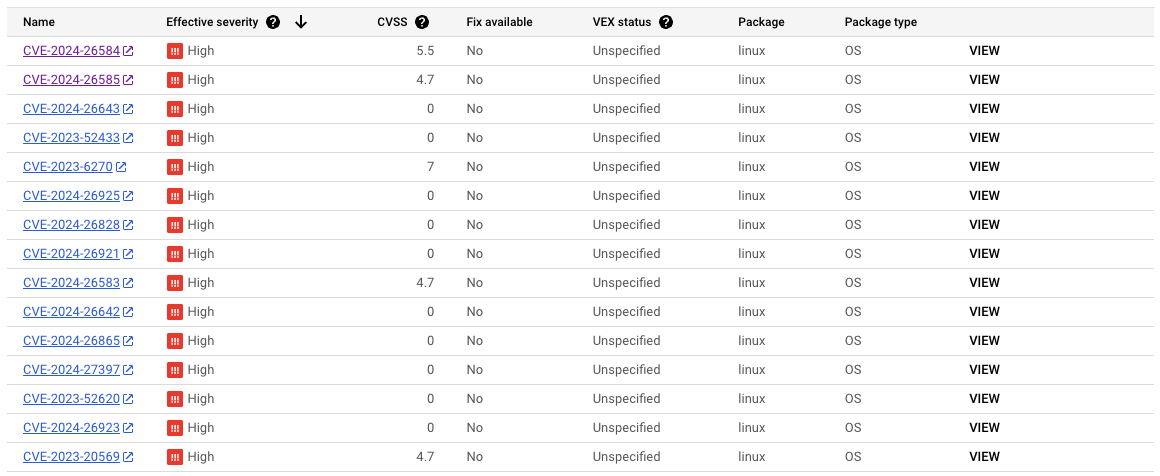 Name Effective severity CVSS Fix available VEX status Package Package type
CVE-2024-26584 High 5.5 No Unspecified linux OS VIEW
CVE-2024-26585 High 4.7 No Unspecified linux OS VIEW
CVE-2024-26643 High 0 No Unspecified linux OS VIEW
CVE-2023-52433 High 0 No Unspecified linux OS VIEW
CVE-2023-6270 High 7 No Unspecified linux OS VIEW
CVE-2024-26925 High 0 No Unspecified linux OS VIEW
CVE-2024-26828 High 0 No Unspecified linux OS VIEW
CVE-2024-26921 High 0 No Unspecified linux OS VIEW
CVE-2024-26583 High 4.7 No Unspecified linux OS VIEW
CVE-2024-26642 High 0 No Unspecified linux OS VIEW
CVE-2024-26865 High 0 No Unspecified linux OS VIEW
CVE-2024-27397 High 0 No Unspecified linux OS VIEW
CVE-2023-52620 High 0 No Unspecified linux OS VIEW
CVE-2024-26923 High 0 No Unspecified linux OS VIEW
CVE-2023-20569 High 4.7 No Unspecified linux OS VIEW